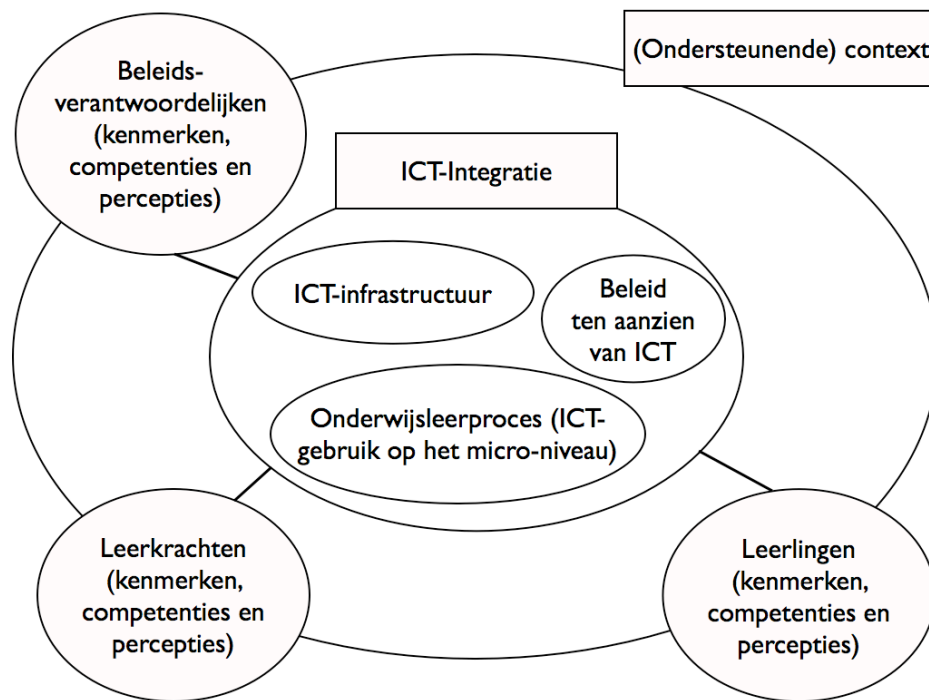 Beleids-
verantwoordelijken
(kenmerken,
competenties en
percepties)
(Ondersteunende) context
ICT-Integratie
ICT-infrastructuur
Beleid
ten aanzien
van ICT
Onderwijsleerproces (ICT-
gebruik op het micro-niveau)
Leerkrachten
(kenmerken,
competenties en
percepties)
Leerlingen
(kenmerken,
competenties en
percepties)